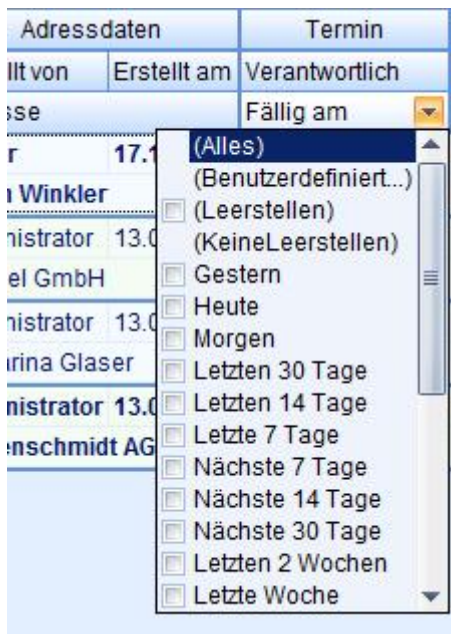 Adressdaten Termin
llt von Erstellt am Verantwortlich
sse Fällig am
r 17.1
n Winkler
nistrator 13.0
el GmbH
nistrator 13.0
arina Glaser
nistrator 13.0
enschmidt AG
(Alles)
(Benutzerdefiniert...)
(Leerstellen)
(KeineLeerstellen)
Gestern
Heute
Morgen
Letzten 30 Tage
Letzten 14 Tage
Letzte 7 Tage
Nächste 7 Tage
Nächste 14 Tage
Nächste 30 Tage
Letzten 2 Wochen
Letzte Woche